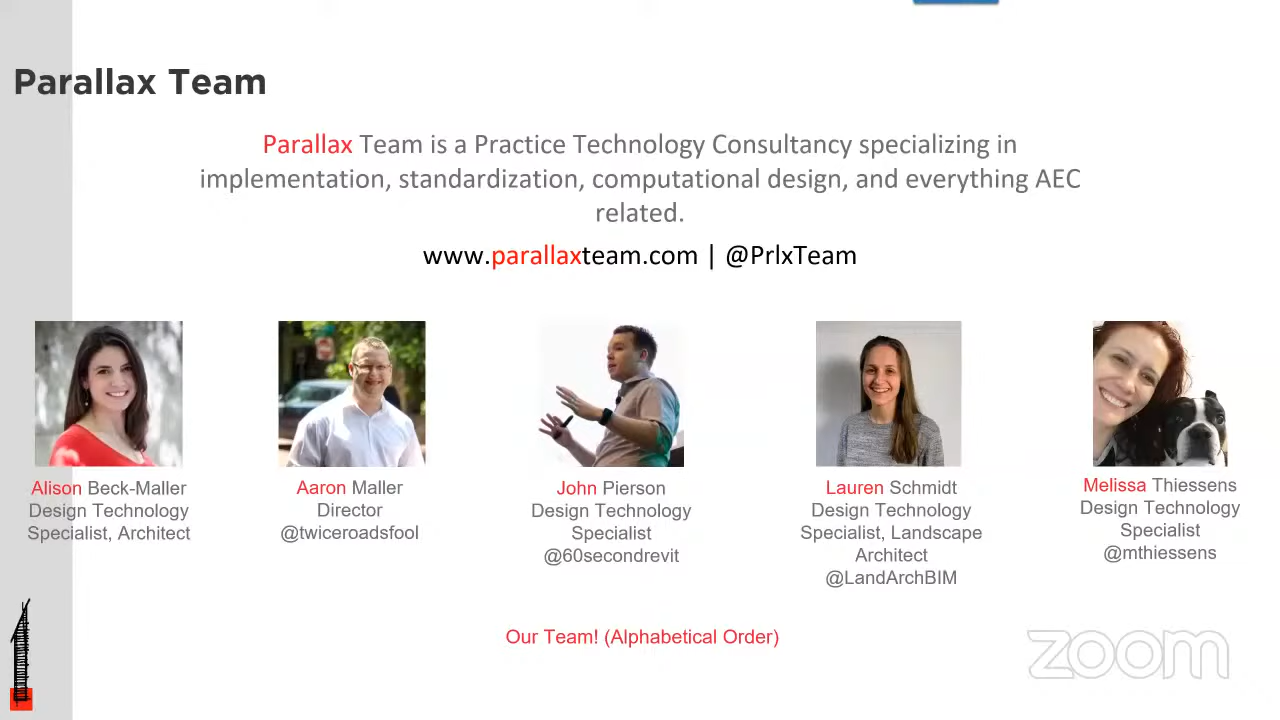 Parallax Team
Parallax Team is a Practice Technology Consultancy specializing in
implementation, standardization, computational design, and everything AEC
related.
www.parallaxteam.com | @PrlxTeam
Alison Beck-Maller
Design Technology
Specialist, Architect
Aaron Maller
Director
@twiceroadsfool
John Pierson
Design Technology
Specialist
@60secondrevit
Lauren Schmidt
Design Technology
Specialist, Landscape
Architect
@LandArchBIM
Melissa Thiessens
Design Technology
Specialist
@mthiessens
Our Team! (Alphabetical Order)
zoom